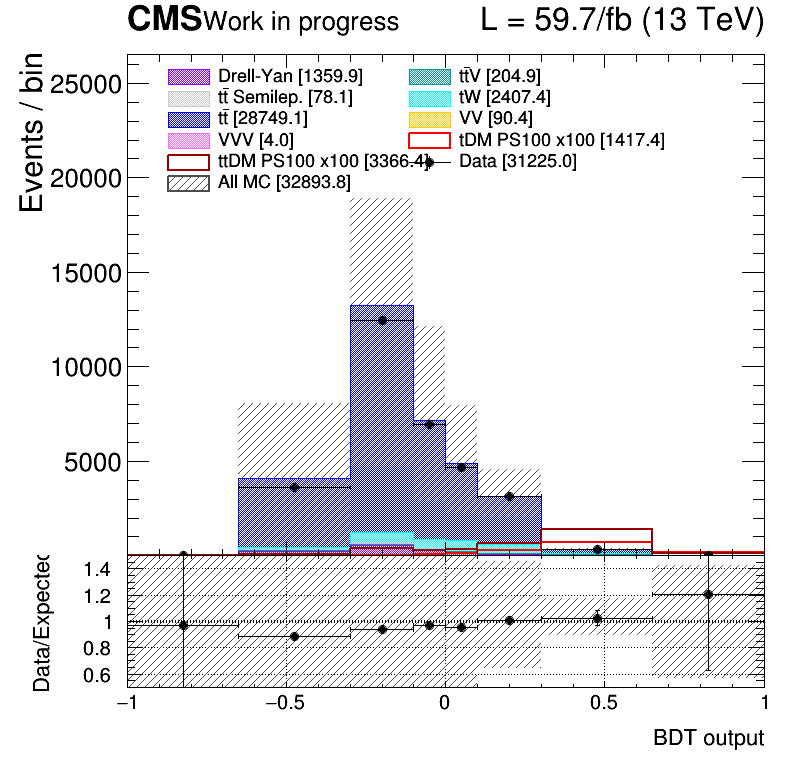 CMS Work in progress L = 59.7/fb (13 TeV)
Events / bin
25000
20000
15000
10000
5000
Drell-Yan [1359.9] tt̄V [204.9]
tt̄ Semilep. [78.1] tW [2407.4]
tt̄ [28749.1] VV [90.4]
VVV [4.0] tDM PS100 x100 [1417.4]
ttDM PS100 x100 [3366.4] Data [31225.0]
All MC [32893.8]
Data/Expected
1.4
1.2
1
0.8
0.6
−1 −0.5 0 0.5 1
BDT output